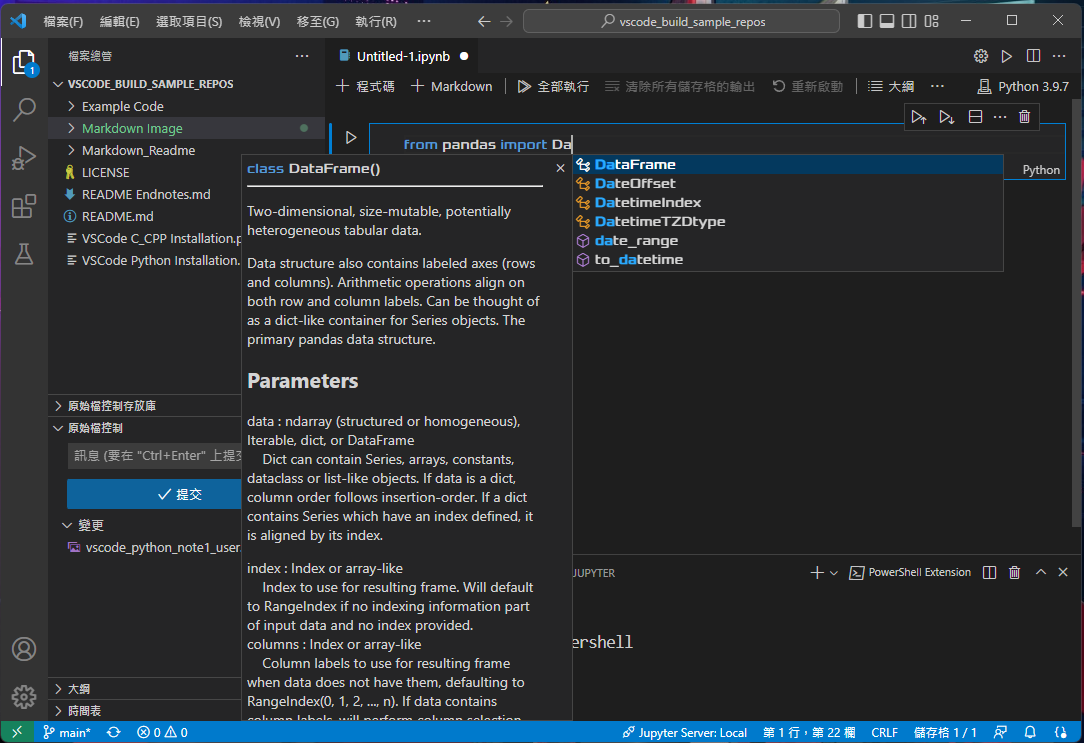 檔案(F) 編輯(E) 選取項目(S) 檢視(V) 移至(G) 執行(R) ··· vscode_build_sample_repos
檔案總管 ···
1
VSCODE_BUILD_SAMPLE_REPOS
Example Code
Markdown Image
Markdown_Readme
LICENSE
README Endnotes.md
README.md
VSCode C_CPP Installation.p
VSCode Python Installation.
原始檔控制存放庫
原始檔控制
訊息 (要在 "Ctrl+Enter" 上提交
提交
變更
vscode_python_note1_user.
大綱
時間表
Untitled-1.ipynb
程式碼 Markdown 全部執行 清除所有儲存格的輸出 重新啟動 大綱 ··· Python 3.9.7
from pandas import Da
Python
DataFrame
DateOffset
DatetimeIndex
DatetimeTZDtype
date_range
to_datetime
class DataFrame()
Two-dimensional, size-mutable, potentially
heterogeneous tabular data.
Data structure also contains labeled axes (rows
and columns). Arithmetic operations align on
both row and column labels. Can be thought of
as a dict-like container for Series objects. The
primary pandas data structure.
Parameters
data : ndarray (structured or homogeneous),
Iterable, dict, or DataFrame
Dict can contain Series, arrays, constants,
dataclass or list-like objects. If data is a dict,
column order follows insertion-order. If a dict
contains Series which have an index defined, it
is aligned by its index.
index : Index or array-like
Index to use for resulting frame. Will default
to RangeIndex if no indexing information part
of input data and no index provided.
columns : Index or array-like
Column labels to use for resulting frame
when data does not have them, defaulting to
RangeIndex(0, 1, 2, ..., n). If data contains
column labels, will perform column selection
JUPYTER PowerShell Extension
ershell
main* 0 0 Jupyter Server: Local 第 1 行，第 22 欄 CRLF 儲存格 1 / 1